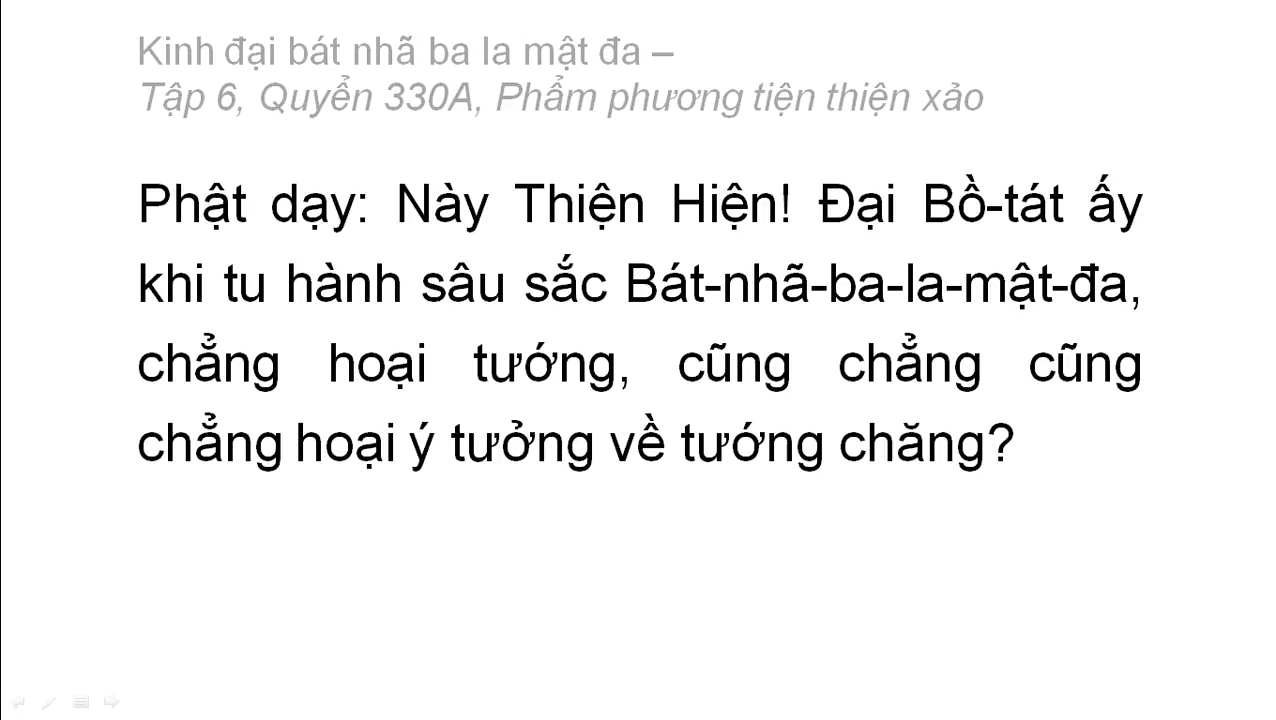 Kinh đại bát nhã ba la mật đa –
Tập 6, Quyển 330A, Phẩm phương tiện thiện xảo
Phật dạy: Này Thiện Hiện! Đại Bồ-tát ấy
khi tu hành sâu sắc Bát-nhã-ba-la-mật-đa,
chẳng hoại tướng, cũng chẳng cũng
chẳng hoại ý tưởng về tướng chăng?